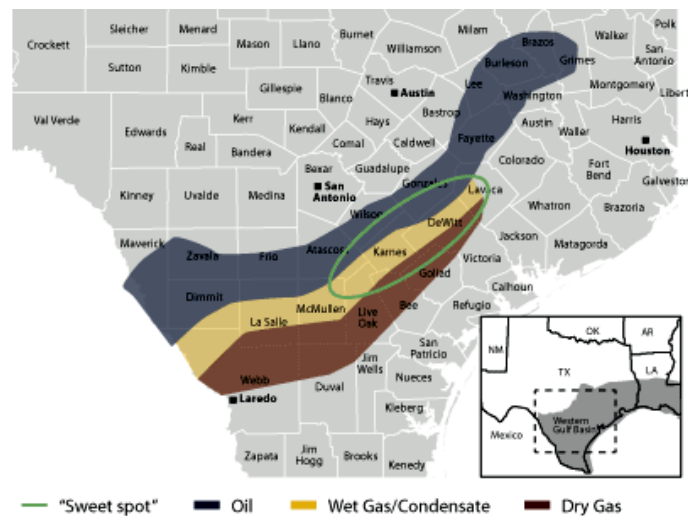 Crockett
Sleicher
Menard
Mason
Llano
Burnet
Williamson
Milam
Brazos
Walker
Polk
San
Antonio
Sutton
Kimble
Gillespie
Blanco
Travis
Austin
Lee
Burleson
Grimes
Montgomery
Libert
Washington
Val Verde
Edwards
Real
Kerr
Bandera
Kendall
Comal
Hays
Bastrop
Caldwell
Fayette
Austin
Waller
Harris
Houston
Kinney
Uvalde
Medina
Bexar
San
Antonio
Guadalupe
Gonzales
Colorado
Lavaca
Fort
Bend
Galveston
Whatron
Brazoria
Maverick
Zavala
Frio
Atascosa
Wilson
Karnes
DeWitt
Jackson
Matagorda
Victoria
Goliad
Calhoun
Dimmit
La Salle
McMullen
Live
Oak
Bee
Refugio
San
Patricio
Webb
Laredo
Duval
Jim
Wells
Nueces
Kleberg
Zapata
Jim
Hogg
Brooks
Kenedy
NM
OK
AR
TX
LA
Mexico
Western
Gulf Basin
"Sweet spot"
Oil
Wet Gas/Condensate
Dry Gas